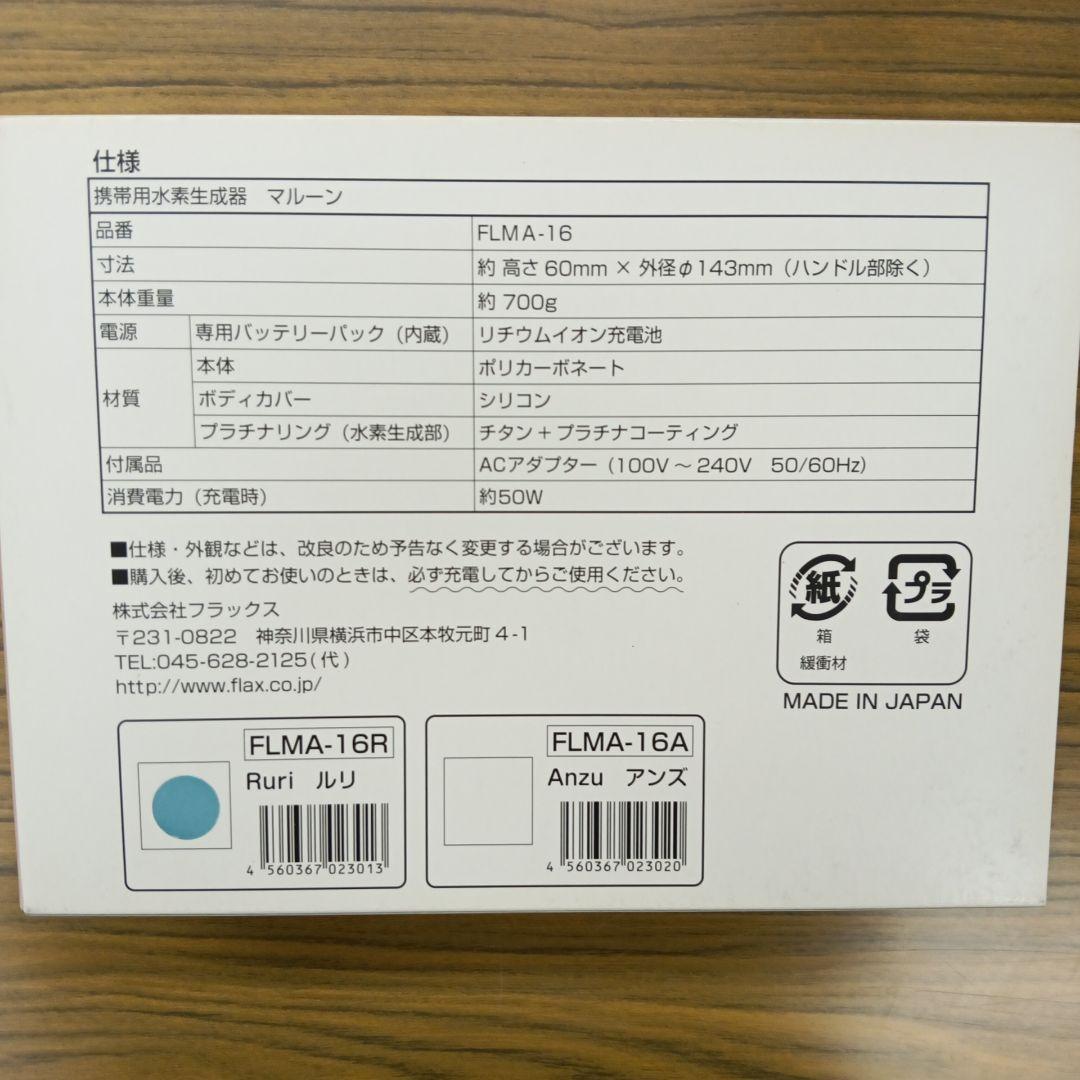 仕様
携帯用水素生成器　マルーン
品番 FLMA-16
寸法 約 高さ60mm × 外径φ143mm（ハンドル部除く）
本体重量 約 700g
電源 専用バッテリーパック（内蔵） リチウムイオン充電池
本体 ポリカーボネート
材質 ボディカバー シリコン
プラチナリング（水素生成部） チタン＋プラチナコーティング
付属品 ACアダプター（100V～240V　50/60Hz）
消費電力（充電時） 約50W
■仕様・外観などは、改良のため予告なく変更する場合がございます。
■購入後、初めてお使いのときは、必ず充電してからご使用ください。
株式会社フラックス
〒231-0822　神奈川県横浜市中区本牧元町4-1
TEL:045-628-2125(代)
http://www.flax.co.jp/
紙 プラ
箱 袋
緩衝材
MADE IN JAPAN
FLMA-16R
Ruri　ルリ
4 560367 023013
FLMA-16A
Anzu　アンズ
4 560367 023020